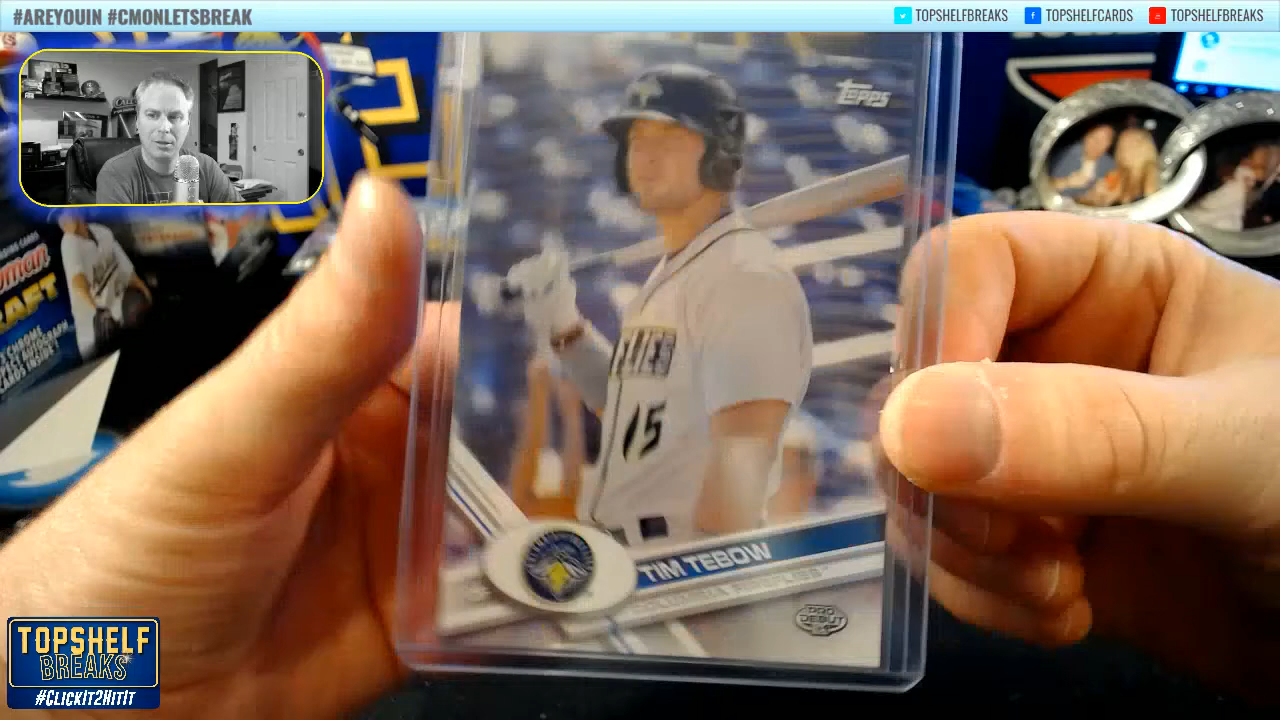 #AREYOUIN #CMONLETSBREAK
TOPSHELFBREAKS
TOPSHELFCARDS
TOPSHELFBREAKS
Topps
15
TIM TEBOW
PRO
DEBUT
TOPSHELF
BREAKS
#CLICKIT2HITIT